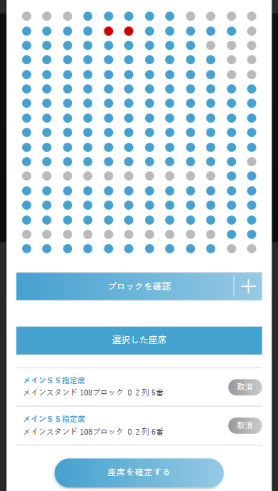 ブロックを確認
選択した座席
メインSS指定席
メインスタンド 108ブロック 02列 5番
取消
メインSS指定席
メインスタンド 108ブロック 02列 6番
取消
座席を確定する